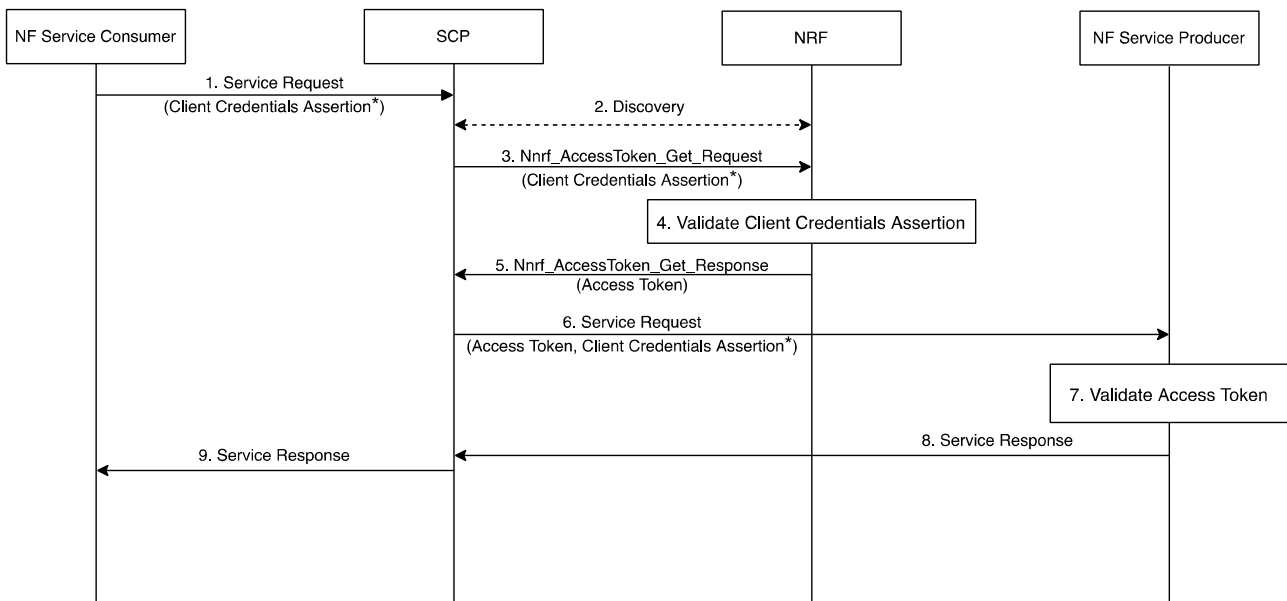 NF Service Consumer
SCP
NRF
NF Service Producer
1. Service Request
(Client Credentials Assertion*)
2. Discovery
3. Nnrf_AccessToken_Get_Request
(Client Credentials Assertion*)
4. Validate Client Credentials Assertion
5. Nnrf_AccessToken_Get_Response
(Access Token)
6. Service Request
(Access Token, Client Credentials Assertion*)
7. Validate Access Token
8. Service Response
9. Service Response